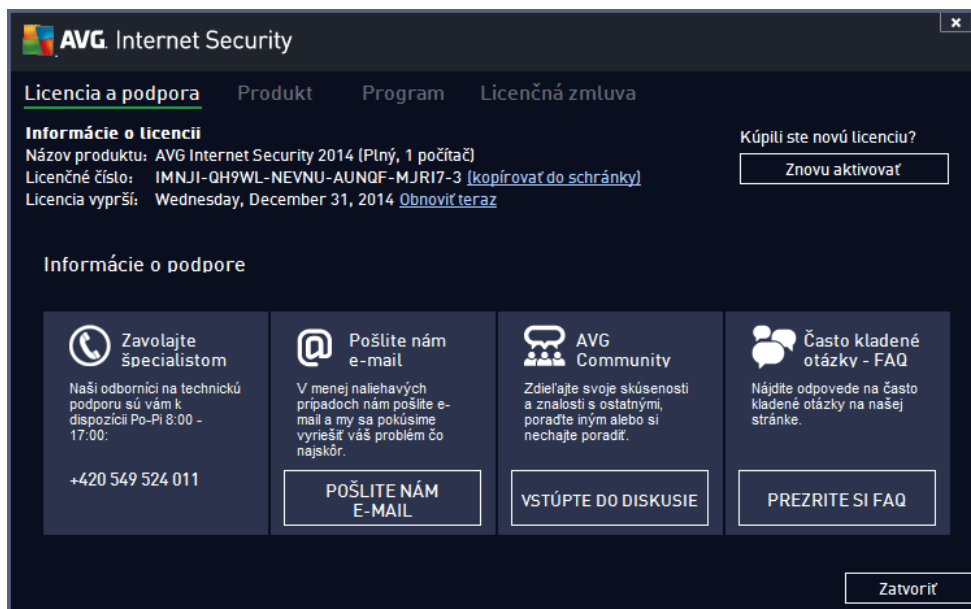 AVG. Internet Security
Licencia a podpora Produkt Program Licenčná zmluva
Informácie o licencii
Názov produktu: AVG Internet Security 2014 (Plný, 1 počítač)
Licenčné číslo: IMNJI-QH9WL-NEVNU-AUNQF-MJRI7-3 (kopírovať do schránky)
Licencia vyprší: Wednesday, December 31, 2014 Obnoviť teraz
Kúpili ste novú licenciu?
Znovu aktivovať
Informácie o podpore
Zavolajte
špecialistom
Naši odborníci na technickú
podporu sú vám k
dispozícii Po-Pi 8:00 -
17:00:
+420 549 524 011
Pošlite nám
e-mail
V menej naliehavých
prípadoch nám pošlite e-
mail a my sa pokúsime
vyriešiť váš problém čo
najskôr.
POŠLITE NÁM
E-MAIL
AVG
Community
Zdieľajte svoje skúsenosti
a znalosti s ostatnými,
poraďte iným alebo si
nechajte poradiť.
VSTÚPTE DO DISKUSIE
Často kladené
otázky - FAQ
Nájdite odpovede na často
kladené otázky na našej
stránke.
PREZRITE SI FAQ
Zatvoriť